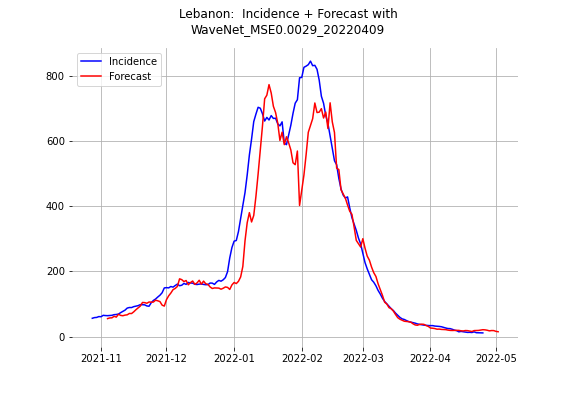 Lebanon:  Incidence + Forecast with
WaveNet_MSE0.0029_20220409
Incidence
Forecast
800
600
400
200
0
2021-11 2021-12 2022-01 2022-02 2022-03 2022-04 2022-05